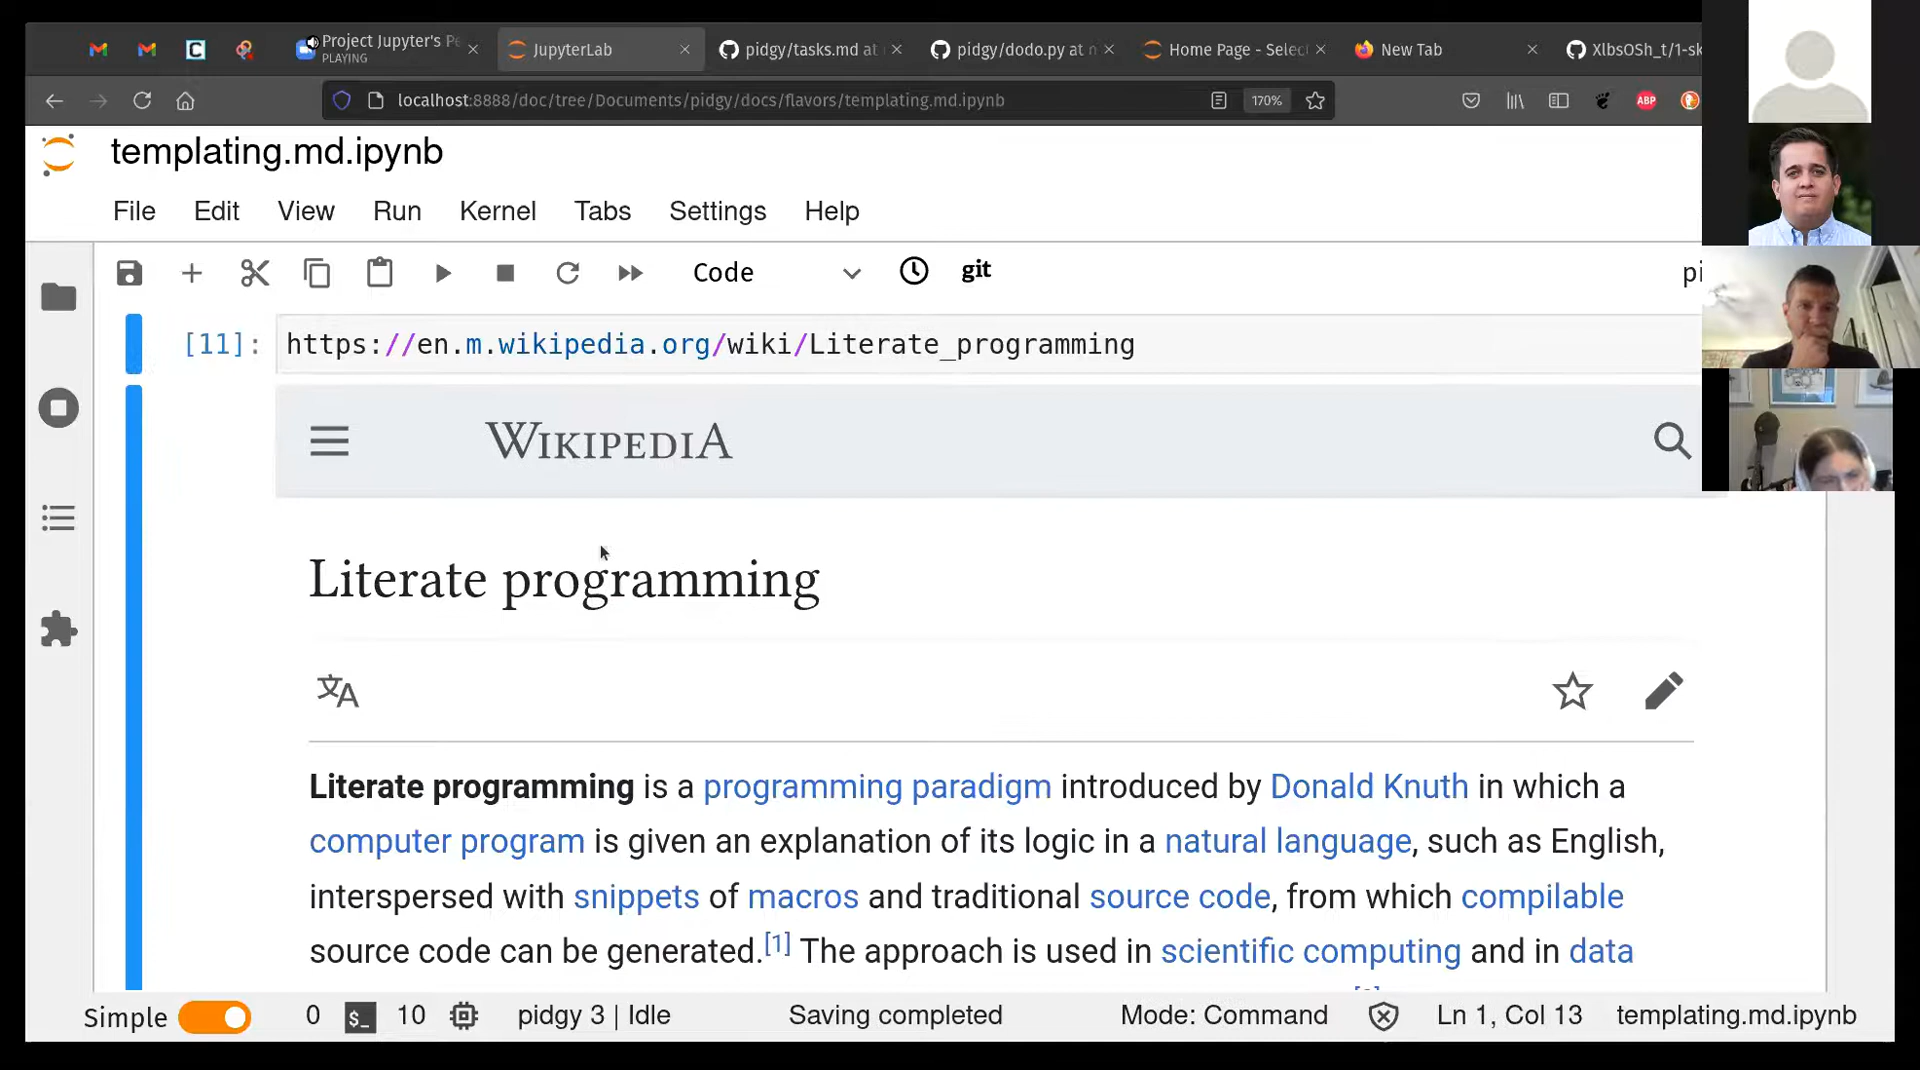 Project Jupyter's Pe
PLAYING
JupyterLab
pidgy/tasks.md at
pidgy/dodo.py at n
Home Page - Selec
New Tab
XlbsOSh_t/1-sk
localhost:8888/doc/tree/Documents/pidgy/docs/flavors/templating.md.ipynb
170%
ABP
templating.md.ipynb
File Edit View Run Kernel Tabs Settings Help
Code
git
pi
[11]: https://en.m.wikipedia.org/wiki/Literate_programming
WIKIPEDIA
Literate programming
文A
Literate programming is a programming paradigm introduced by Donald Knuth in which a
computer program is given an explanation of its logic in a natural language, such as English,
interspersed with snippets of macros and traditional source code, from which compilable
source code can be generated.[1] The approach is used in scientific computing and in data
Simple 0 $_ 10 pidgy 3 | Idle Saving completed Mode: Command Ln 1, Col 13 templating.md.ipynb